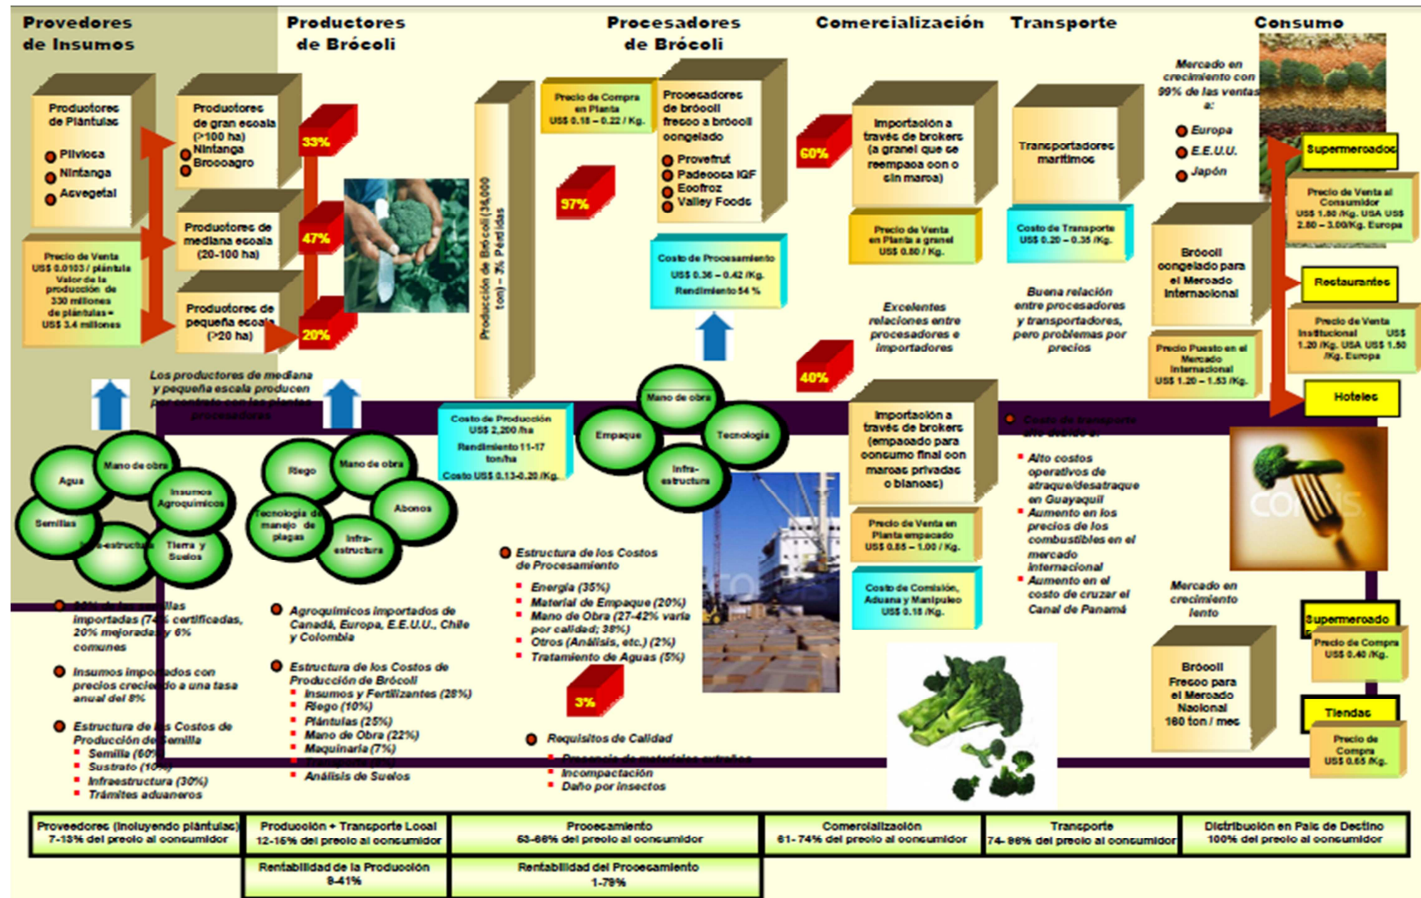 Provedores
de Insumos
Productores
de Brócoli
Procesadores
de Brócoli
Comercialización
Transporte
Consumo
Productores
de Plántulas
Pilviosa
Nintanga
Asvegetal
Precio de Venta
US$ 0.0103 / plántula
Valor de la
producción de
330 millones
de plántulas=
US$ 3.4 millones
Productores
de gran escala
(>100 ha)
Nintanga
Brocoagro
Productores de
mediana escala
(20-100 ha)
Productores de
pequeña escala
(>20 ha)
33%
47%
20%
Los productores de mediana
y pequeña escala producen
por contrato con las plantas
procesadoras
Producción de Brócoli (36,000
ton) – 3% Pérdidas
Precio de Compra
en Planta
US$ 0.18 – 0.22 / Kg.
97%
Procesadores
de brócoli
fresco a brócoli
congelado
Provefrut
Padecosa IQF
Ecofroz
Valley Foods
Costo de Procesamiento
US$ 0.36 – 0.42 /Kg.
Rendimiento 54 %
60%
Importación a
través de brokers
(a granel que se
reempaca con o
sin marca)
Precio de Venta
en Planta a granel
US$ 0.80 / Kg.
Excelentes
relaciones entre
procesadores e
importadores
40%
Importación a
través de brokers
(empacado para
consumo final con
marcas privadas
o blancas)
Precio de Venta en
Planta empacado
US$ 0.85 – 1.00 / Kg.
Costo de Comisión,
Aduana y Manipuleo
US$ 0.18 /Kg.
Transportadores
marítimos
Costo de Transporte
US$ 0.20 – 0.35 /Kg.
Buena relación
entre procesadores
y transportadores,
pero problemas por
precios
Costo de transporte
alto debido a:
Alto costos
operativos de
atraque/desatraque
en Guayaquil
Aumento en los
precios de los
combustibles en el
mercado
internacional
Aumento en el
costo de cruzar el
Canal de Panamá
Mercado en
crecimiento con
99% de las ventas
a:
Europa
E.E.U.U.
Japón
Brócoli
congelado para
el Mercado
Internacional
Precio Puesto en el
Mercado
Internacional
US$ 1.20 – 1.53 /Kg.
Supermercados
Precio de Venta al
Consumidor
US$ 1.80 /Kg. USA US$
2.80 – 3.00/Kg. Europa
Restaurantes
Precio de Venta
Institucional US$
1.20 /Kg. USA US$ 1.50
/Kg. Europa
Hoteles
Mercado en
crecimiento
lento
Brócoli
Fresco para
el Mercado
Nacional
160 ton / mes
Supermercado
Precio de Compra
US$ 0.40 /Kg.
Tiendas
Precio de
Compra
US$ 0.65 /Kg.
Agua
Mano de obra
Insumos
Agroquímicos
Semillas
Infra-estructura
Tierra y
Suelos
Riego
Mano de obra
Abonos
Tecnología de
manejo de
plagas
Infra-
estructura
Costo de Producción
US$ 2,200 /ha
Rendimiento 11-17
ton/ha
Costo US$ 0.13-0.20 /Kg.
Mano de obra
Empaque
Tecnología
Infra-
estructura
de las semillas
importadas (74% certificadas,
20% mejoradas y 6%
comunes
Insumos importados con
precios creciendo a una tasa
anual del 8%
Estructura de los Costos de
Producción de Semilla
Semilla (60%)
Sustrato (10%)
Infraestructura (30%)
Trámites aduaneros
Agroquímicos importados de
Canadá, Europa, E.E.U.U., Chile
y Colombia
Estructura de los Costos de
Producción de Brócoli
Insumos y Fertilizantes (28%)
Riego (10%)
Plántulas (25%)
Mano de Obra (22%)
Maquinaria (7%)
Transporte
Análisis de Suelos
Estructura de los Costos
de Procesamiento
Energía (35%)
Material de Empaque (20%)
Mano de Obra (27-42% varía
por calidad; 38%)
Otros (Análisis, etc.) (2%)
Tratamiento de Aguas (5%)
3%
Requisitos de Calidad
Presencia de materiales extraños
Incompactación
Daño por insectos
Proveedores (Incluyendo plántulas)
7-13% del precio al consumidor
Producción + Transporte Local
12-15% del precio al consumidor
Procesamiento
53-66% del precio al consumidor
Comercialización
61- 74% del precio al consumidor
Transporte
74- 96% del precio al consumidor
Distribución en País de Destino
100% del precio al consumidor
Rentabilidad de la Producción
9-41%
Rentabilidad del Procesamiento
1-79%